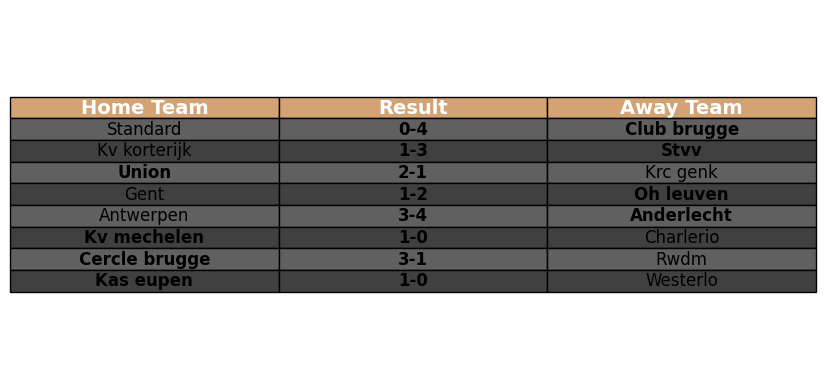 Home Team Result Away Team
Standard 0-4 Club brugge
Kv korterijk 1-3 Stvv
Union 2-1 Krc genk
Gent 1-2 Oh leuven
Antwerpen 3-4 Anderlecht
Kv mechelen 1-0 Charlerio
Cercle brugge 3-1 Rwdm
Kas eupen 1-0 Westerlo